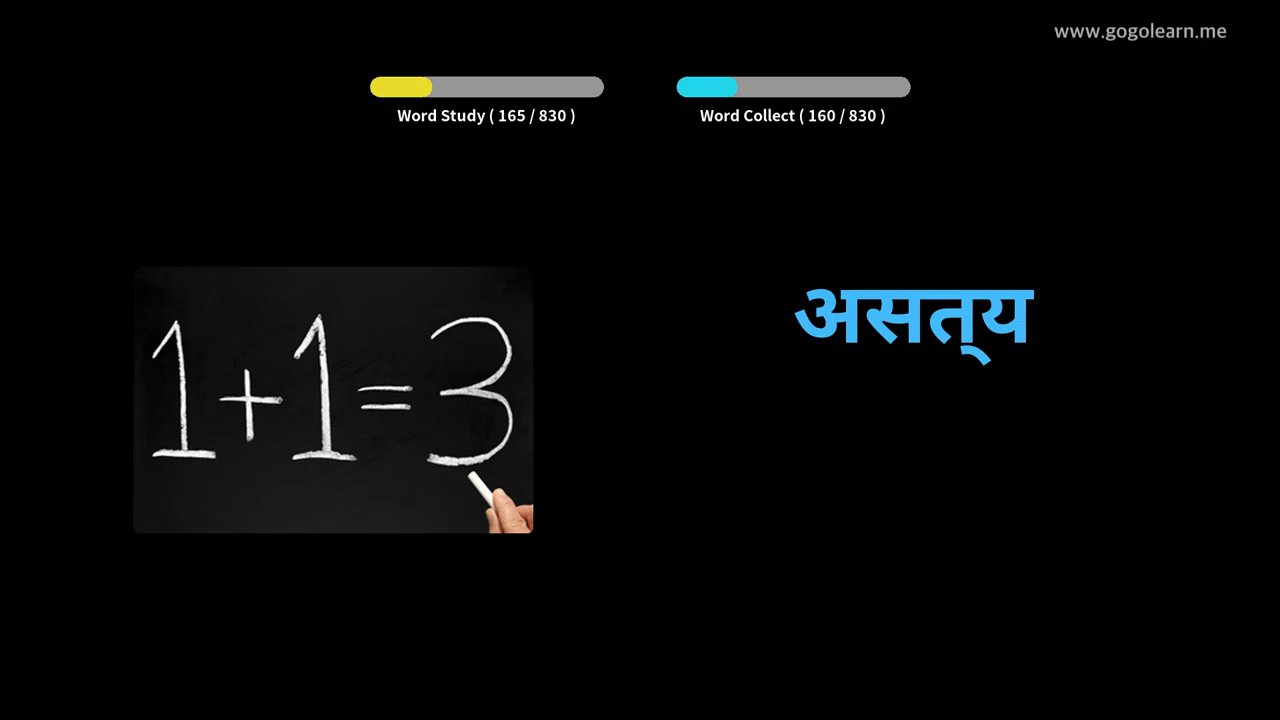 www.gogolearn.me
Word Study ( 165 / 830 )
Word Collect ( 160 / 830 )
1+1=3
असत्‌य